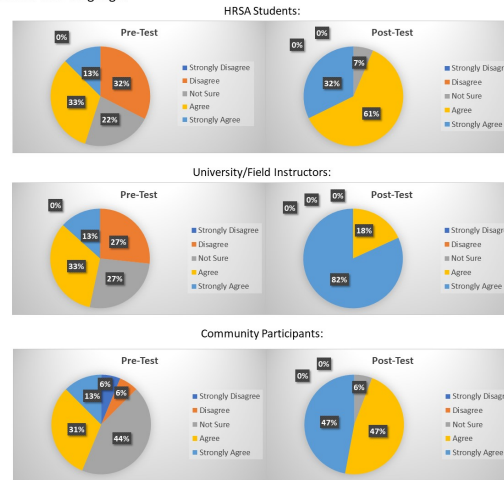 HRSA Students:
Pre-Test
0%
13%
32%
33%
22%
Strongly Disagree
Disagree
Not Sure
Agree
Strongly Agree
Post-Test
0%
0%
7%
32%
61%
Strongly Disagre
Disagree
Not Sure
Agree
Strongly Agree
University/Field Instructors:
Pre-Test
0%
13%
27%
33%
27%
Strongly Disagree
Disagree
Not Sure
Agree
Strongly Agree
Post-Test
0%
0%
0%
18%
82%
Strongly Disagree
Disagree
Not Sure
Agree
Strongly Agree
Community Participants:
Pre-Test
6%
6%
13%
31%
44%
Strongly Disagree
Disagree
Not Sure
Agree
Strongly Agree
Post-Test
0%
0%
6%
47%
47%
Strongly Disagree
Disagree
Not Sure
Agree
Strongly Agree